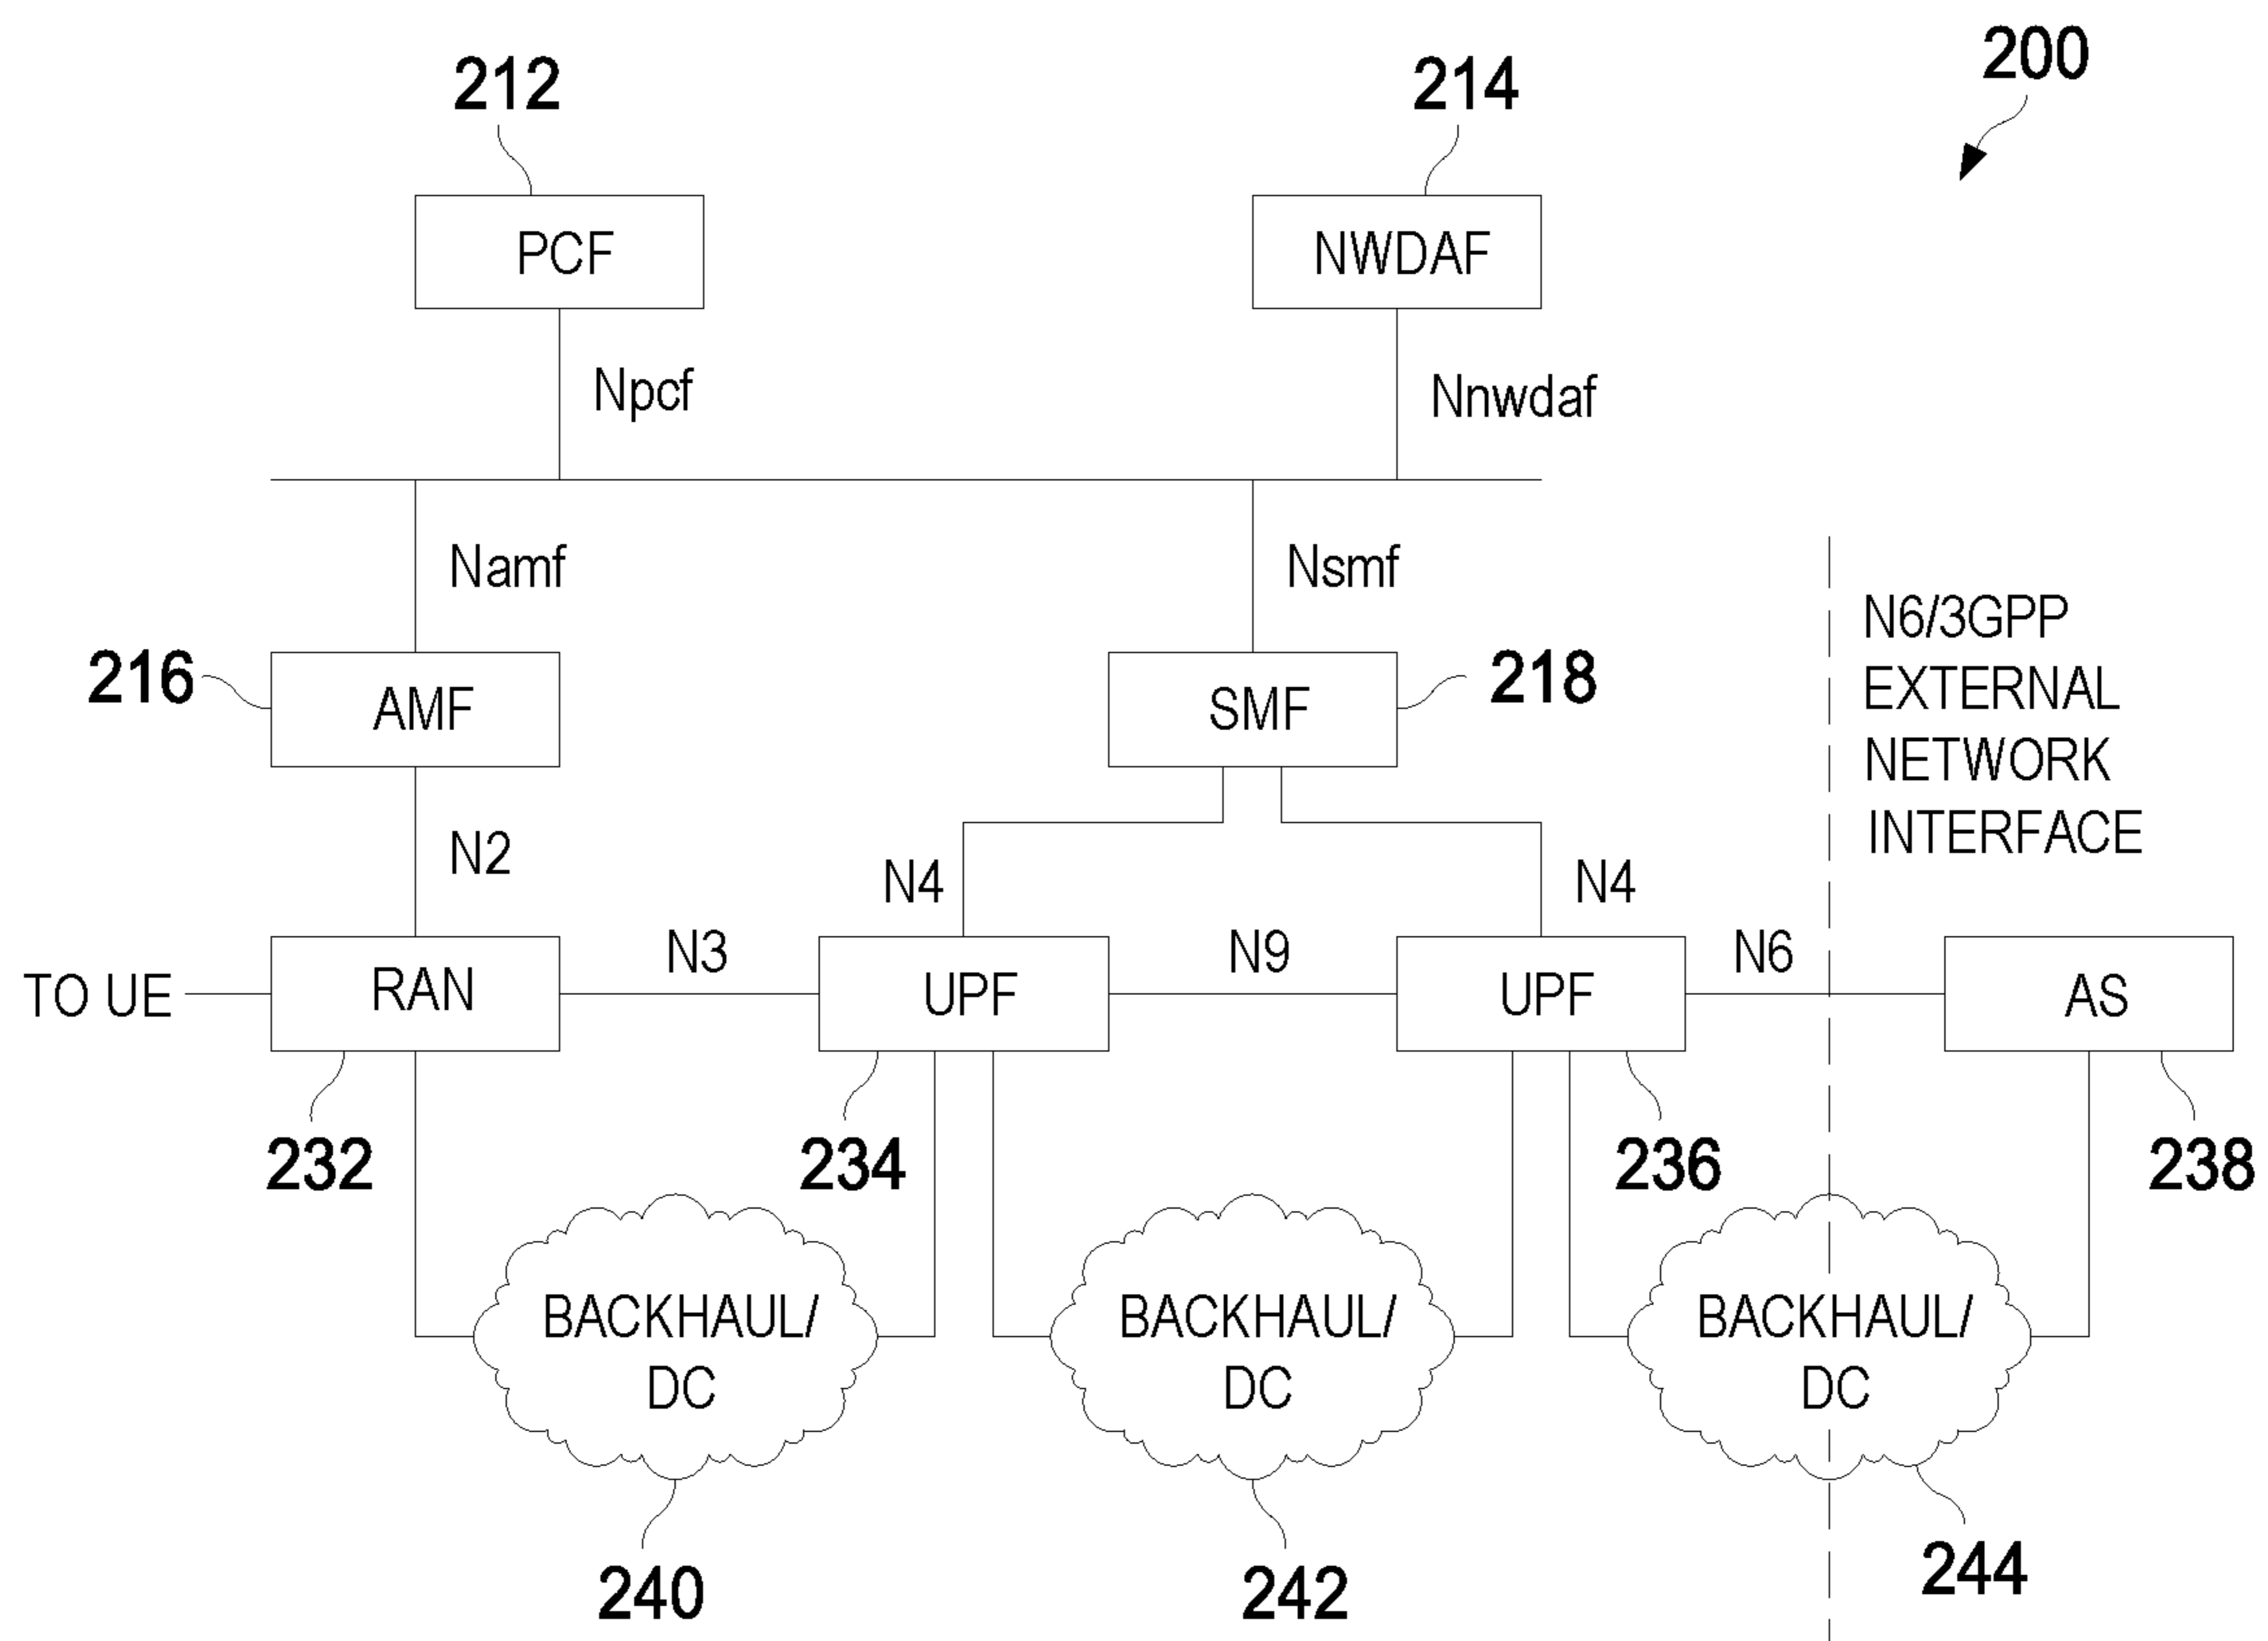 200
212
214
PCF
NWDAF
Npcf
Nnwdaf
Namf
Nsmf
N6/3GPP
EXTERNAL
NETWORK
INTERFACE
216
AMF
SMF
218
N2
N4
N4
TO UE
RAN
N3
UPF
N9
UPF
N6
AS
232
234
236
238
BACKHAUL/
DC
BACKHAUL/
DC
BACKHAUL/
DC
240
242
244